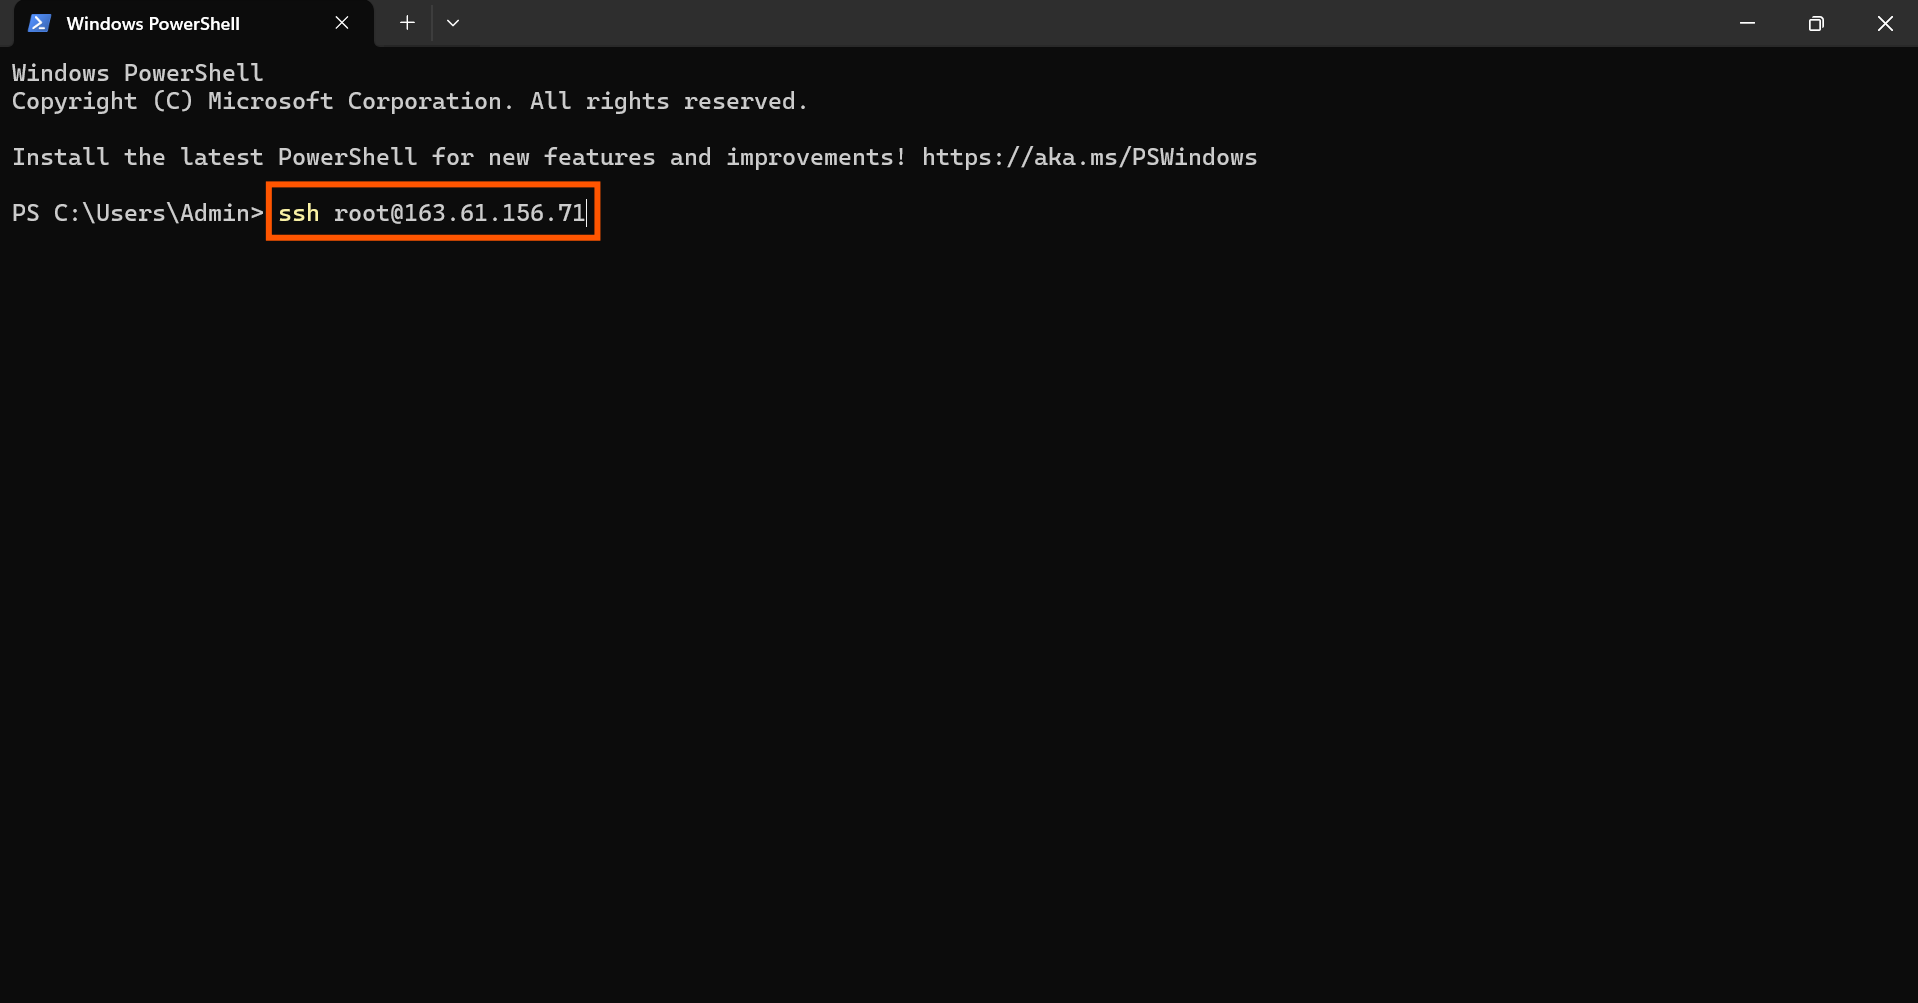 Windows PowerShell
Windows PowerShell
Copyright (C) Microsoft Corporation. All rights reserved.
Install the latest PowerShell for new features and improvements! https://aka.ms/PSWindows
PS C:\Users\Admin> ssh root@163.61.156.71